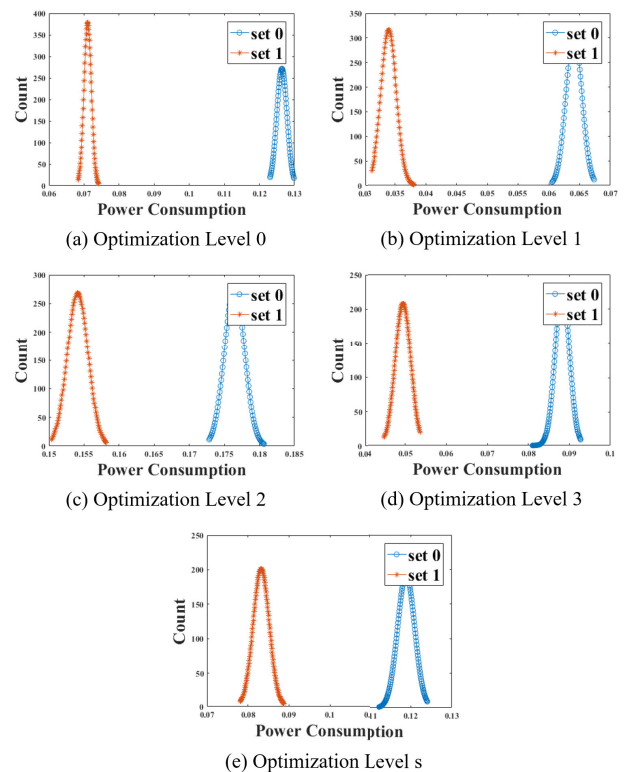 400
350
300
250
200
150
100
50
0
Count
set 0
set 1
0.06 0.07 0.08 0.09 0.1 0.11 0.12 0.13
Power Consumption
(a) Optimization Level 0
350
300
250
200
150
100
50
0
Count
set 0
set 1
0.03 0.035 0.04 0.045 0.05 0.055 0.06 0.065 0.07
Power Consumption
(b) Optimization Level 1
300
250
200
150
100
50
0
Count
set 0
set 1
0.15 0.155 0.16 0.165 0.17 0.175 0.18 0.185
Power Consumption
(c) Optimization Level 2
250
200
150
100
50
0
Count
set 0
set 1
0.04 0.05 0.06 0.07 0.08 0.09 0.1
Power Consumption
(d) Optimization Level 3
250
200
150
100
50
0
Count
set 0
set 1
0.07 0.08 0.09 0.1 0.11 0.12 0.13
Power Consumption
(e) Optimization Level s